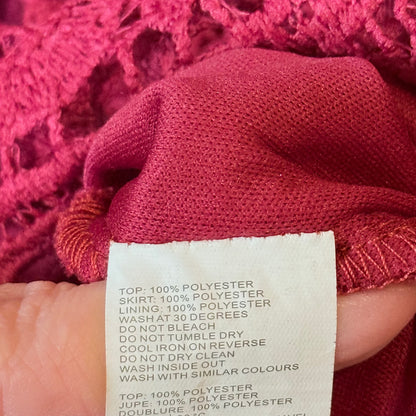 TOP: 100% POLYESTER
SKIRT: 100% POLYESTER
LINING: 100% POLYESTER
WASH AT 30 DEGREES
DO NOT BLEACH
DO NOT TUMBLE DRY
COOL IRON ON REVERSE
DO NOT DRY CLEAN
WASH INSIDE OUT
WASH WITH SIMILAR COLOURS
TOP: 100% POLYESTER
JUPE: 100% POLYESTER
DOUBLURE: 100% POLYESTER